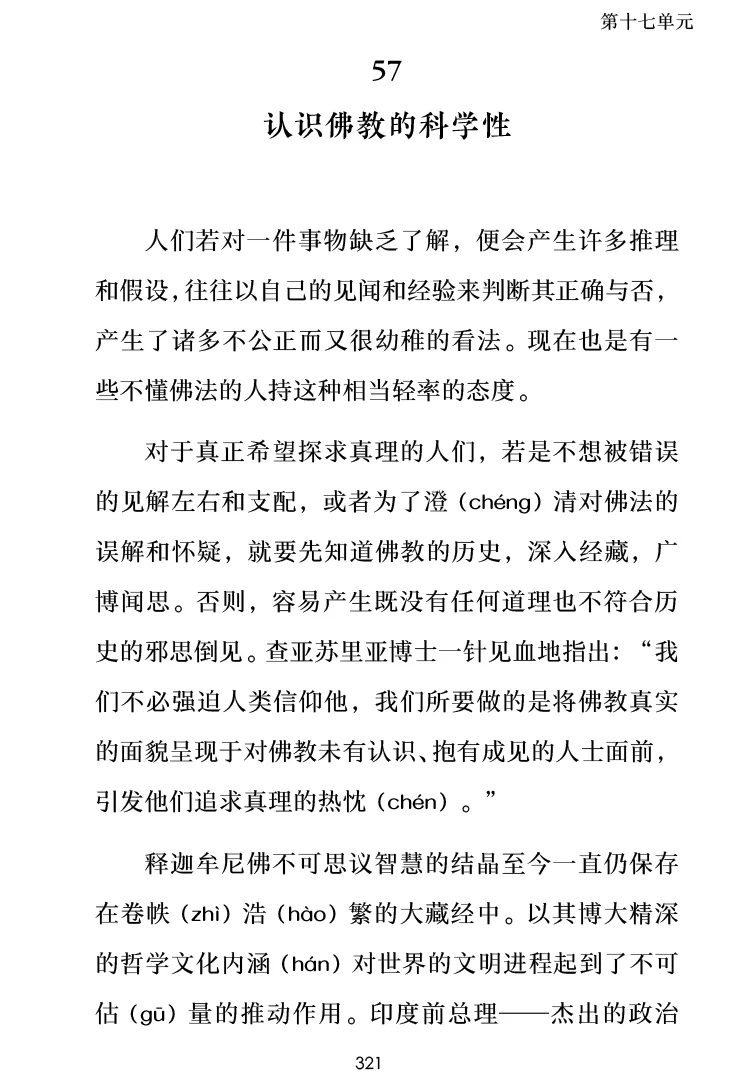 第十七单元
57
认识佛教的科学性
人们若对一件事物缺乏了解，便会产生许多推理
和假设，往往以自己的见闻和经验来判断其正确与否，
产生了诸多不公正而又很幼稚的看法。现在也是有一
些不懂佛法的人持这种相当轻率的态度。
对于真正希望探求真理的人们，若是不想被错误
的见解左右和支配，或者为了澄（chéng）清对佛法的
误解和怀疑，就要先知道佛教的历史，深入经藏，广
博闻思。否则，容易产生既没有任何道理也不符合历
史的邪思倒见。查亚苏里亚博士一针见血地指出：“我
们不必强迫人类信仰他，我们所要做的是将佛教真实
的面貌呈现于对佛教未有认识、抱有成见的人士面前，
引发他们追求真理的热忱（chén）。”
释迦牟尼佛不可思议智慧的结晶至今一直仍保存
在卷帙（zhì）浩（hào）繁的大藏经中。以其博大精深
的哲学文化内涵（hán）对世界的文明进程起到了不可
估（gū）量的推动作用。印度前总理——杰出的政治
321